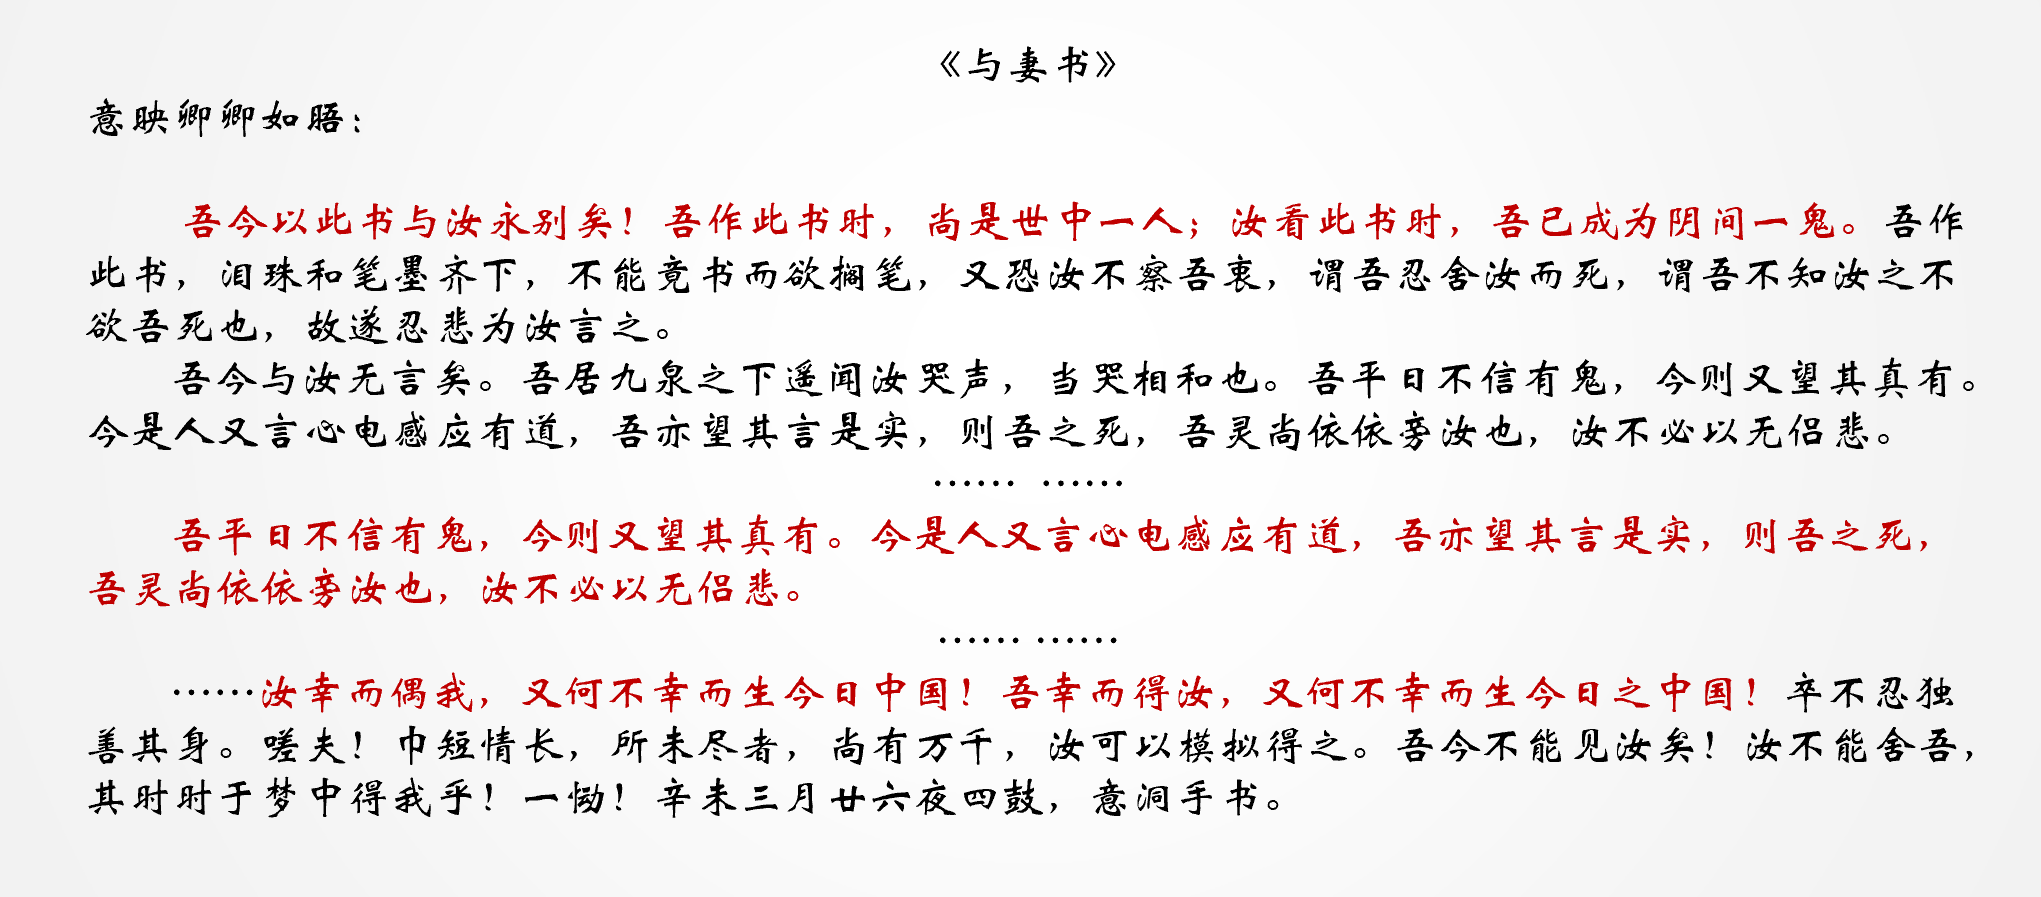 《与妻书》
意映卿卿如晤：
吾今以此书与汝永别矣！吾作此书时，尚是世中一人；汝看此书时，吾已成为阴间一鬼。吾作
此书，泪珠和笔墨齐下，不能竟书而欲搁笔，又恐汝不察吾衷，谓吾忍舍汝而死，谓吾不知汝之不
欲吾死也，故遂忍悲为汝言之。
吾今与汝无言矣。吾居九泉之下遥闻汝哭声，当哭相和也。吾平日不信有鬼，今则又望其真有。
今是人又言心电感应有道，吾亦望其言是实，则吾之死，吾灵尚依依旁汝也，汝不必以无侣悲。
…… ……
吾平日不信有鬼，今则又望其真有。今是人又言心电感应有道，吾亦望其言是实，则吾之死，
吾灵尚依依旁汝也，汝不必以无侣悲。
…… ……
……汝幸而偶我，又何不幸而生今日中国！吾幸而得汝，又何不幸而生今日之中国！卒不忍独
善其身。嗟夫！巾短情长，所未尽者，尚有万千，汝可以模拟得之。吾今不能见汝矣！汝不能舍吾，
其时时于梦中得我乎！一恸！辛未三月廿六夜四鼓，意洞手书。